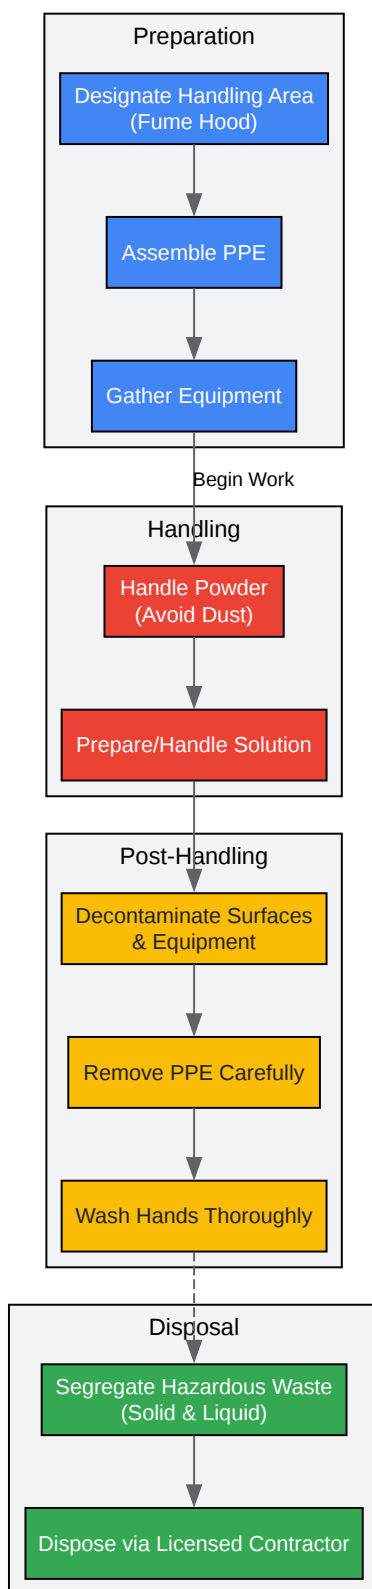 Preparation
Designate Handling Area
(Fume Hood)
Assemble PPE
Gather Equipment
Begin Work
Handling
Handle Powder
(Avoid Dust)
Prepare/Handle Solution
Post-Handling
Decontaminate Surfaces
& Equipment
Remove PPE Carefully
Wash Hands Thoroughly
Disposal
Segregate Hazardous Waste
(Solid & Liquid)
Dispose via Licensed Contractor